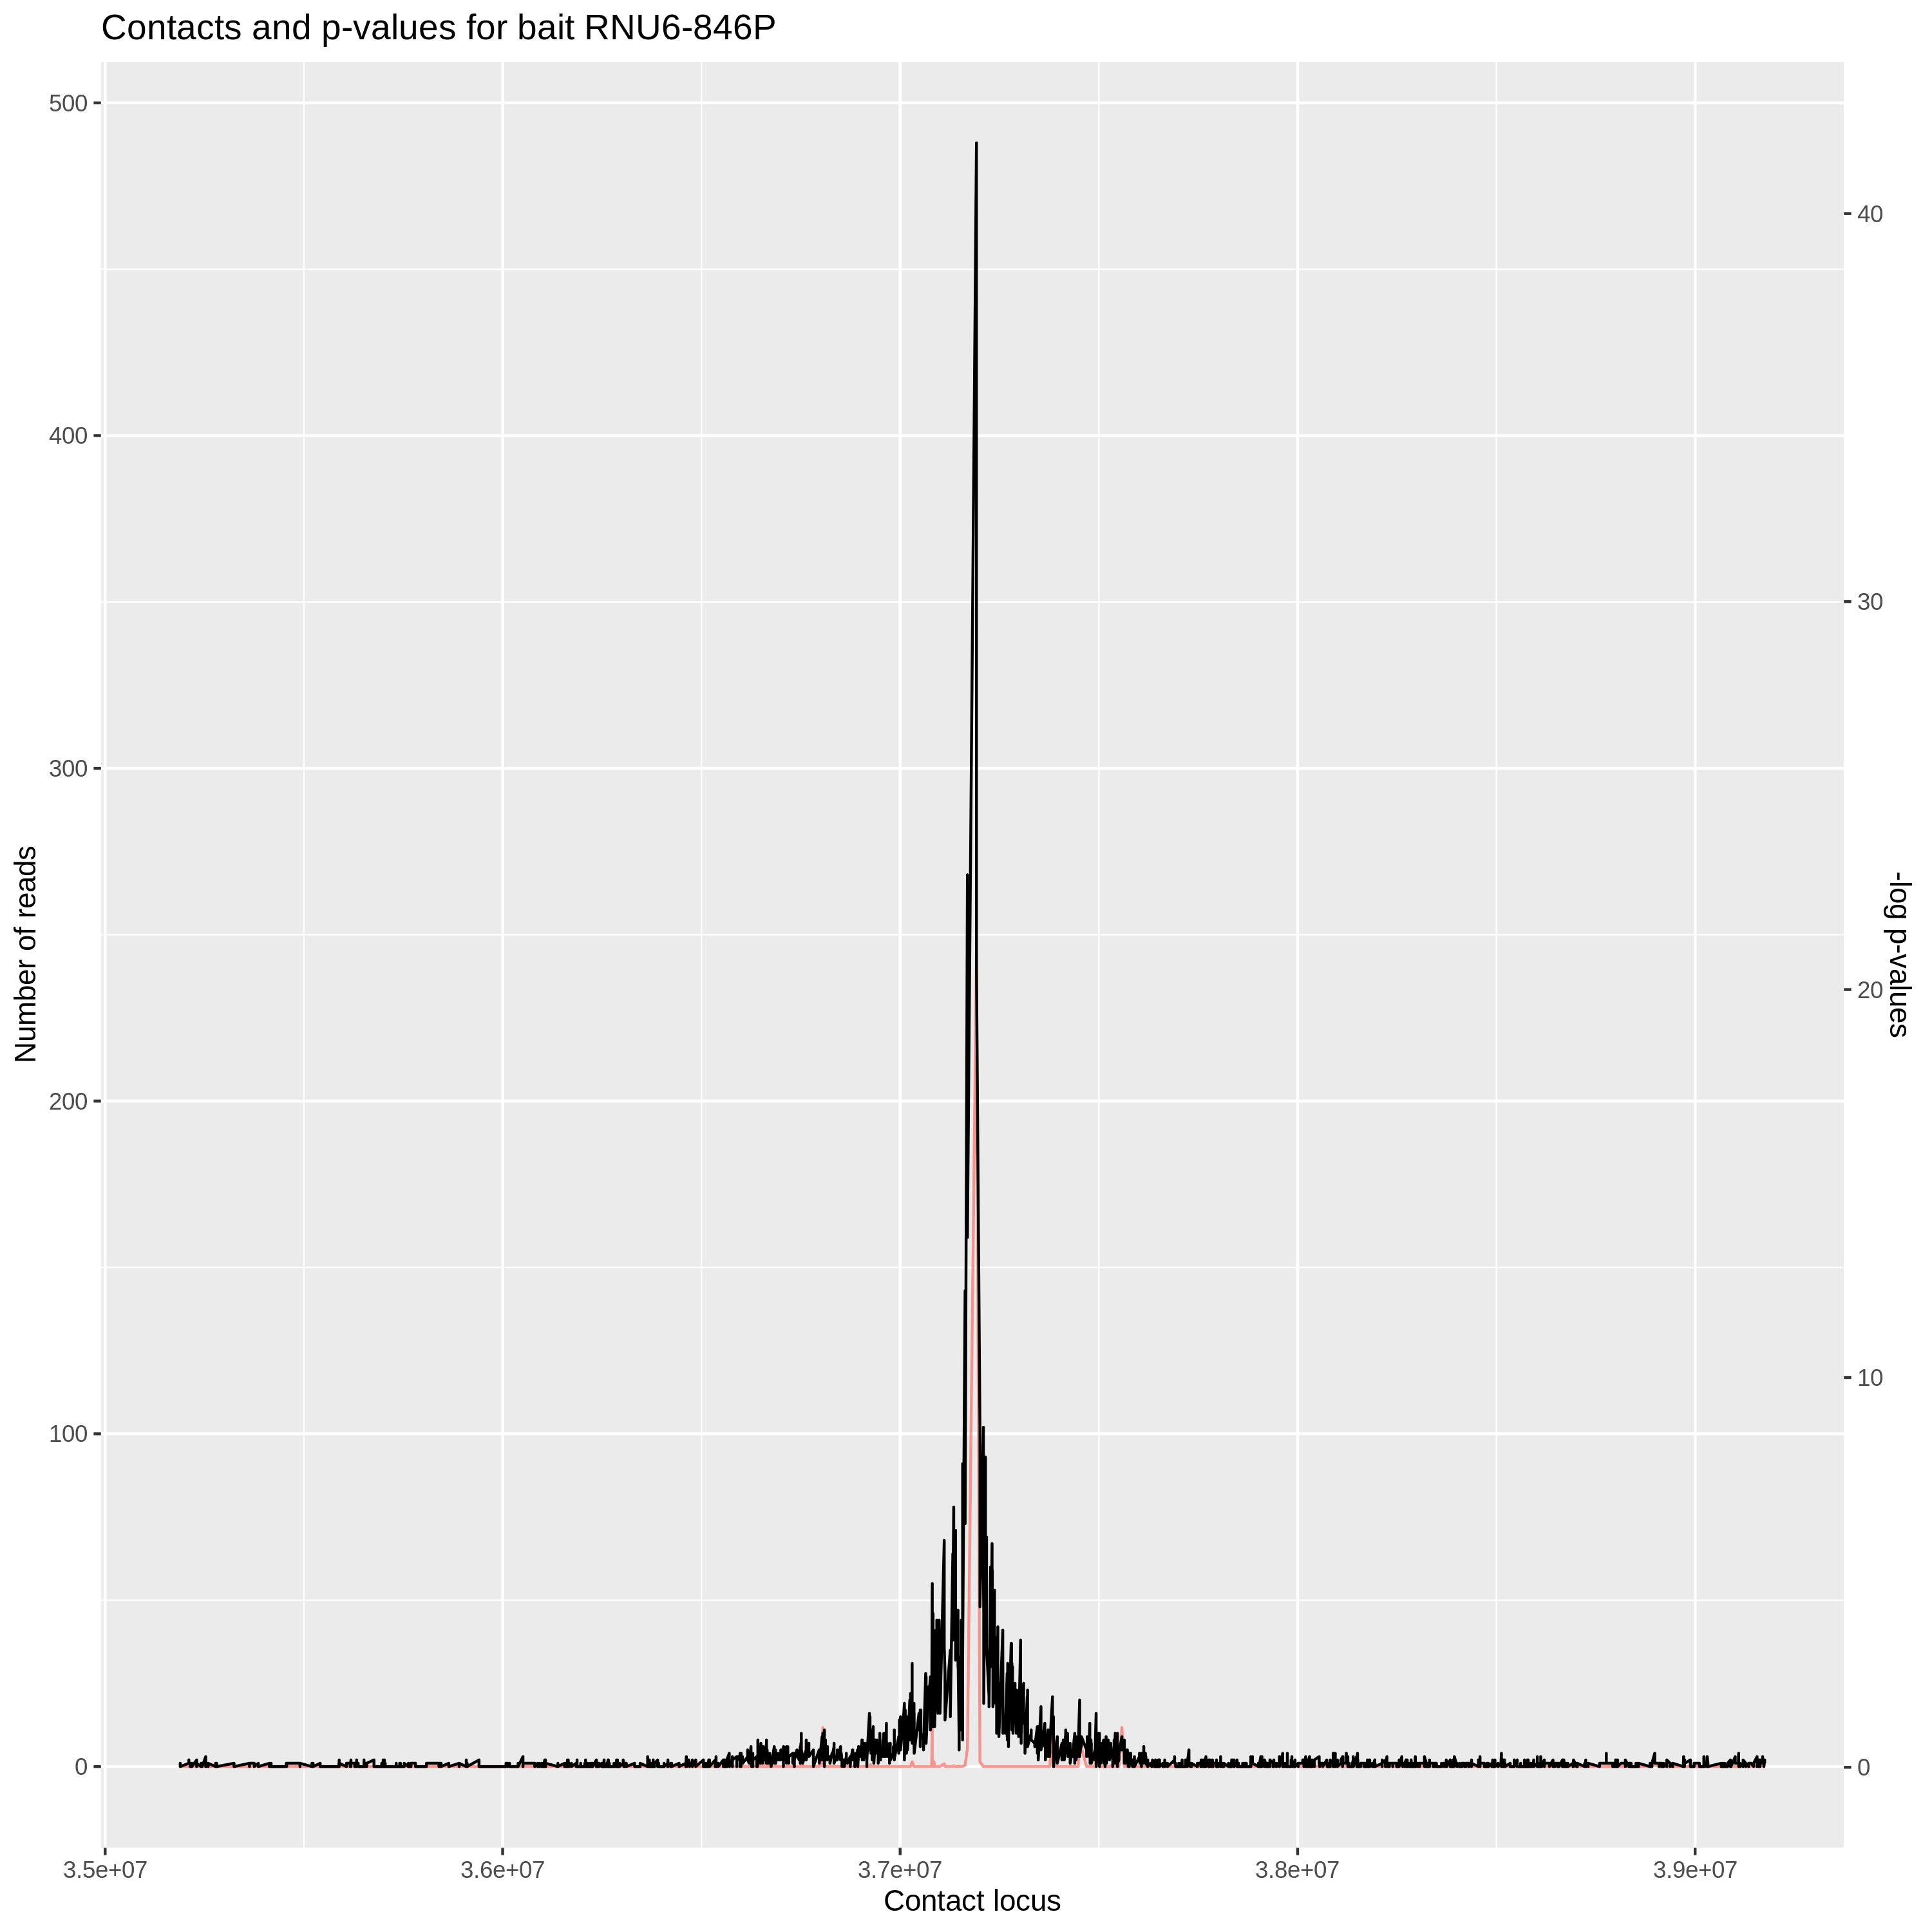 Contacts and p-values for bait RNU6-846P
500
400
300
200
100
0
Number of reads
40
30
20
10
0
-log p-values
3.5e+07 3.6e+07 3.7e+07 3.8e+07 3.9e+07
Contact locus